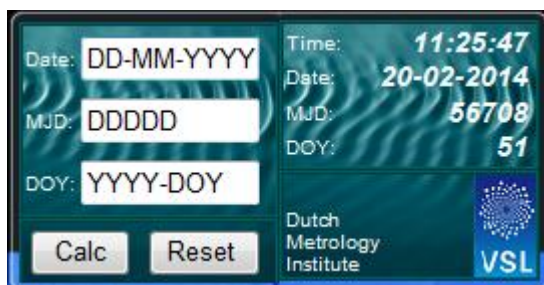 Date: DD-MM-YYYY
MJD: DDDDD
DOY: YYYY-DOY
Calc Reset
Time: 11:25:47
Date: 20-02-2014
MJD: 56708
DOY: 51
Dutch
Metrology
Institute
VSL